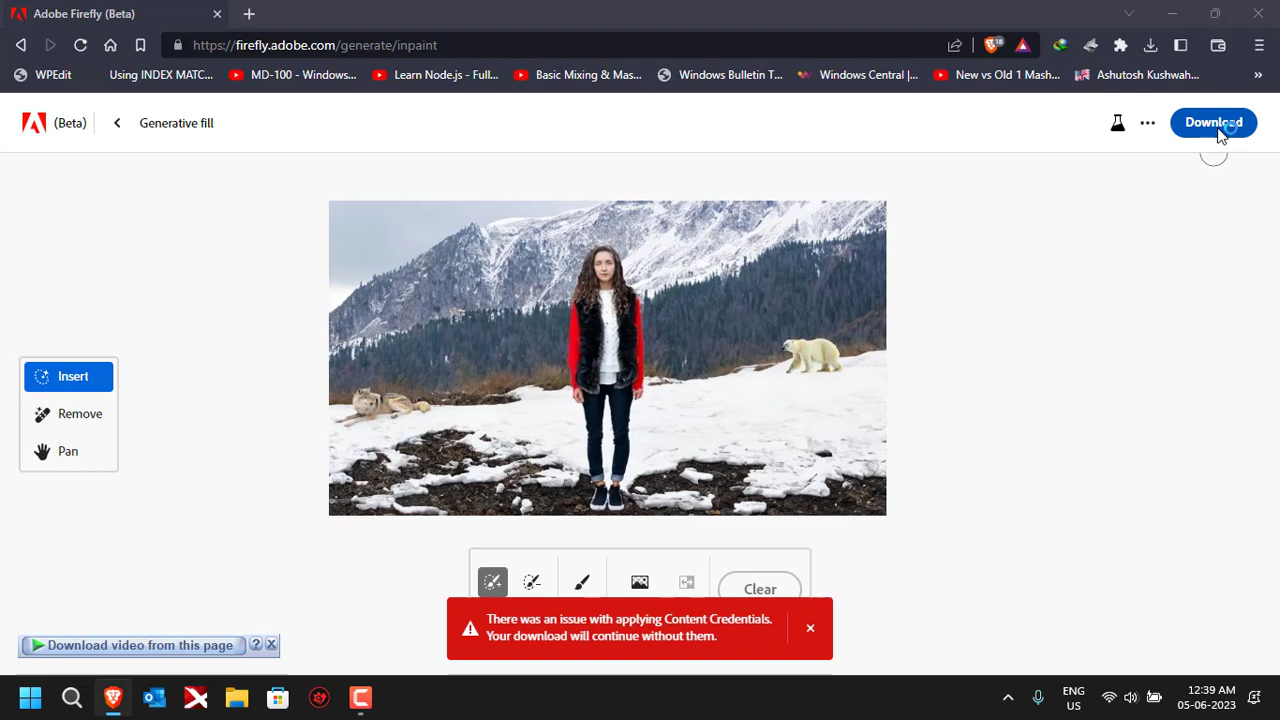 Adobe Firefly (Beta)
https://firefly.adobe.com/generate/inpaint
18
WPEdit
Using INDEX MATC...
MD-100 - Windows...
Learn Node.js - Full...
Basic Mixing & Mas...
Windows Bulletin T...
Windows Central |...
New vs Old 1 Mash...
Ashutosh Kushwah...
»
(Beta)
Generative fill
Download
Insert
Remove
Pan
Clear
There was an issue with applying Content Credentials.
Your download will continue without them.
Download video from this page
?
ENG
US
12:39 AM
05-06-2023